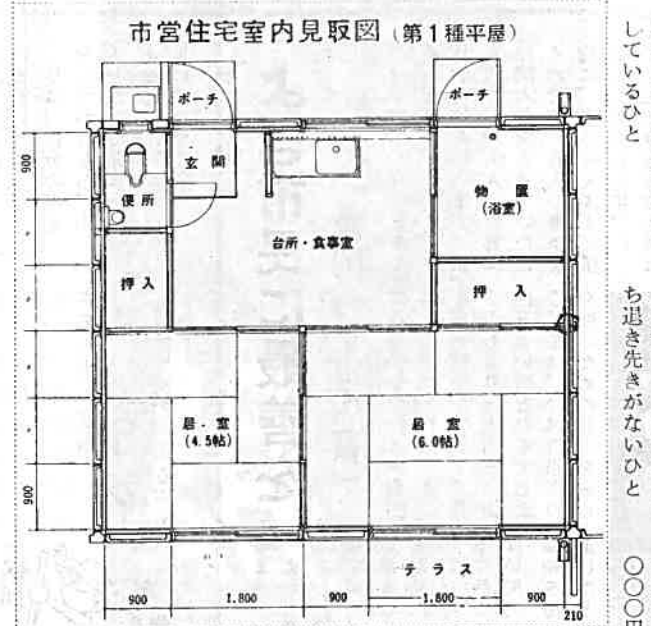 市営住宅室内見取図（第1種平屋）
ポーチ
ポーチ
玄関
便所
物置
(浴室)
台所・食事室
押入
押入
居室
(4.5帖)
居室
(6.0帖)
テラス
900
900
900
1.800
900
1.800
900
210
しているひと
ち退き先きがないひと
〇〇〇円